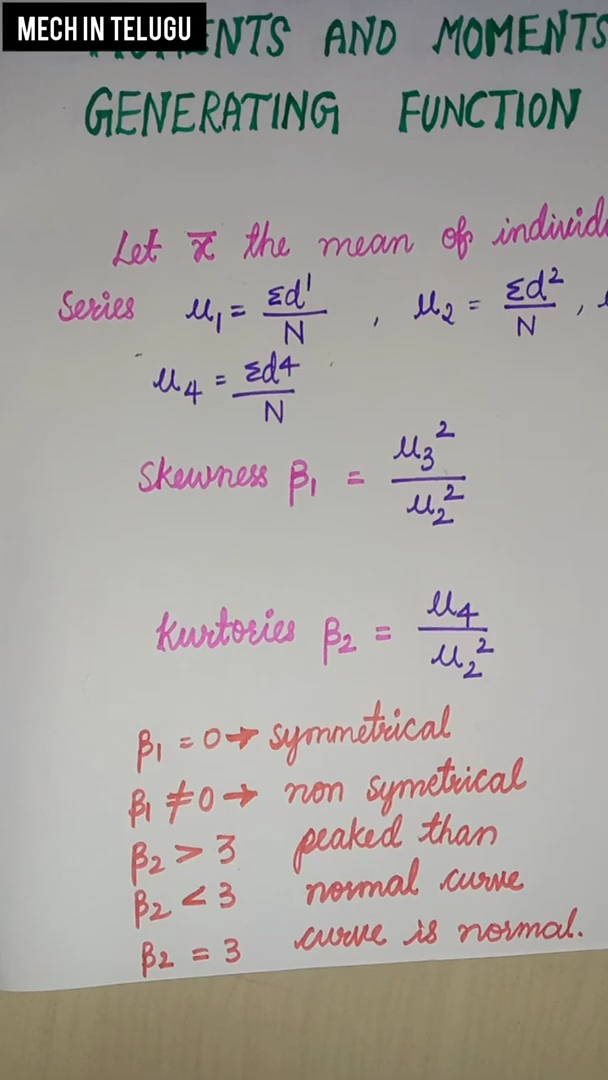 MECH IN TELUGU
AND MOMENTS
GENERATING FUNCTION
Let x̄ the mean of
Series μ₁ = Σd¹/N , μ₂ = Σd²/N ,
μ₄ = Σd4/N
Skewness β₁ = μ₃²/μ₂²
Kurtories β₂ = μ₄/μ₂²
β₁ = 0 → symmetrical
β₁ ≠ 0 → non symetrical
β₂ > 3 peaked than
β₂ < 3 normal curve
β₂ = 3 curve is normal.